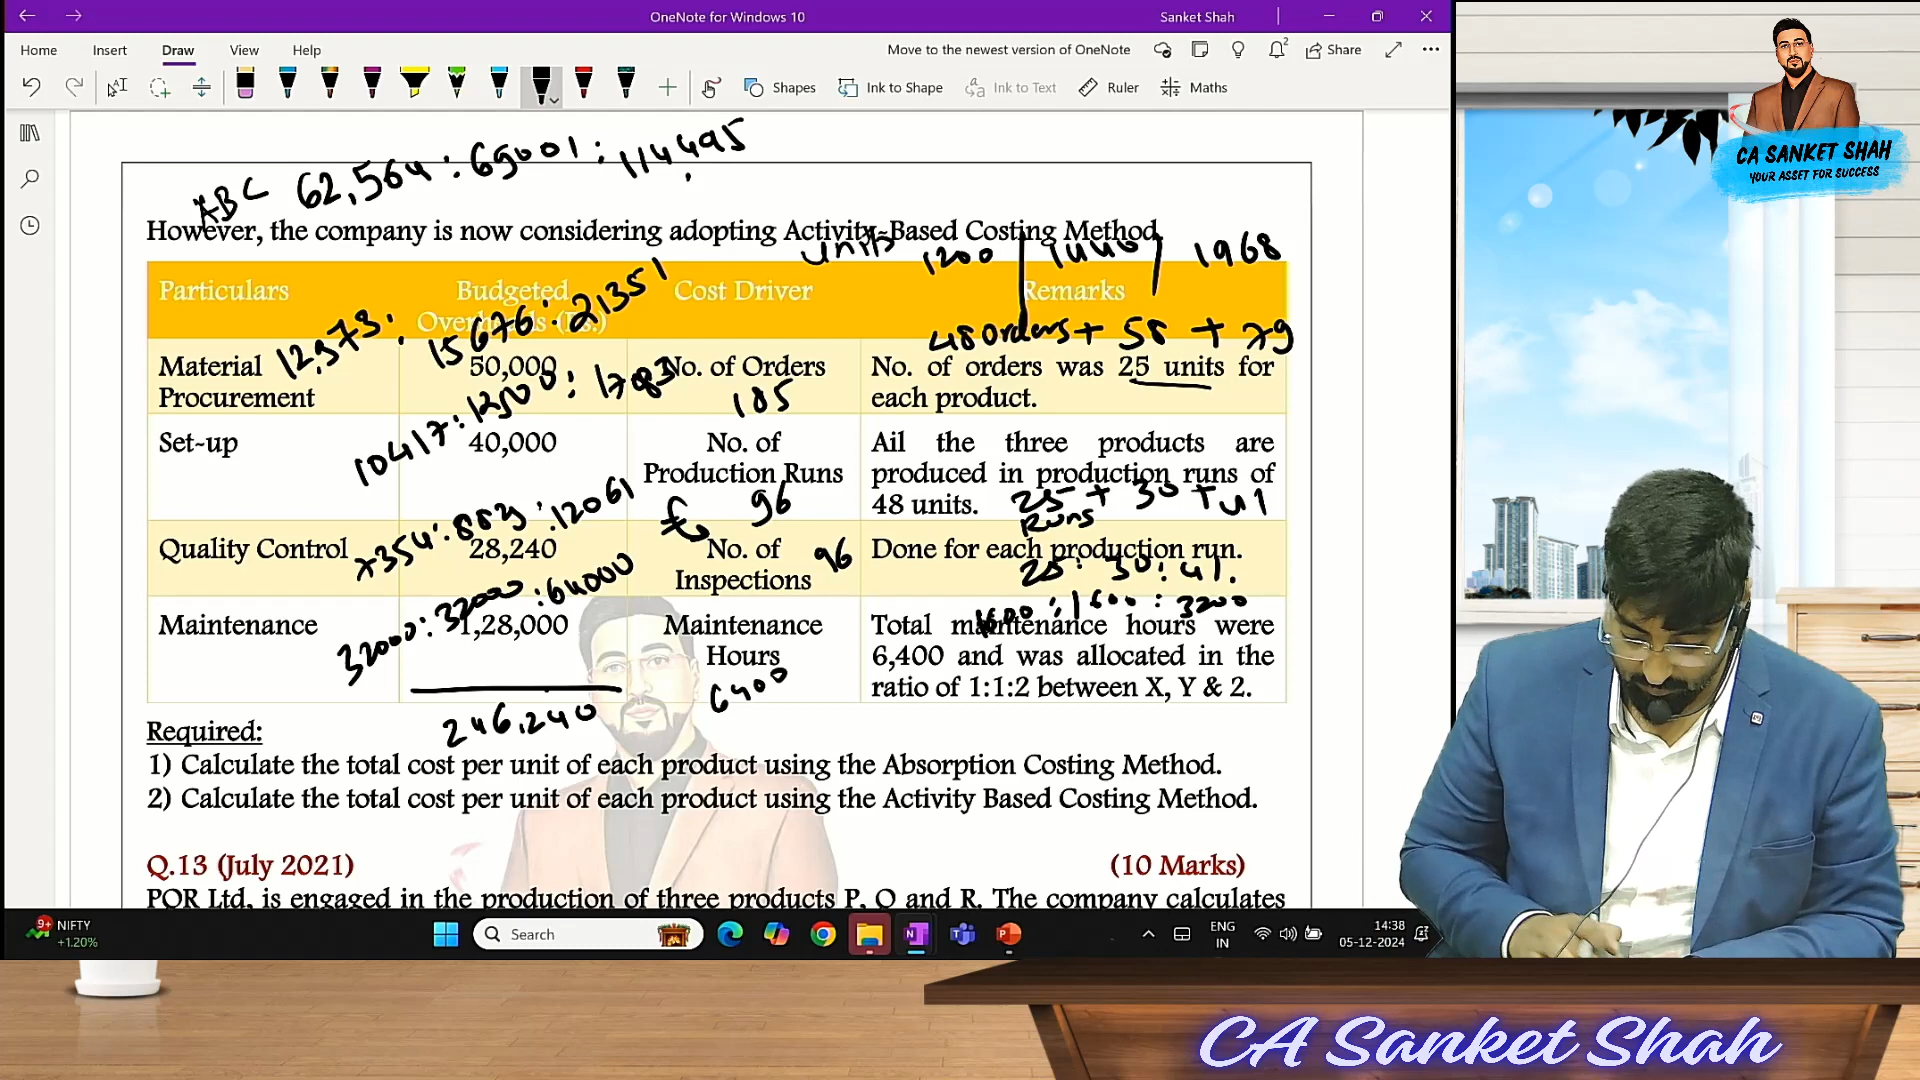 OneNote for Windows 10
Sanket Shah
Home Insert Draw View Help
Move to the newest version of OneNote
Share
Shapes Ink to Shape Ink to Text Ruler Maths
CA SANKET SHAH
YOUR ASSET FOR SUCCESS
ABC 62,564 : 69001 : 114495
However, the company is now considering adopting Activity-Based Costing Method.
units 1200 | 1440 | 1968
Particulars Budgeted Overheads (Rs.) Cost Driver Remarks
48 orders + 58 + 79
12,973 : 15676 : 21351
Material Procurement 50,000 No. of Orders No. of orders was 25 units for each product.
185
10417 : 12500 : 17083
Set-up 40,000 No. of Production Runs Ail the three products are produced in production runs of 48 units.
96
25 + 30 + 41
Runs
7354 : 8825 : 12061
Quality Control 28,240 No. of Inspections Done for each production run.
96
25 : 30 : 41.
32000 : 32000 : 64000
1600 : 1600 : 3200
Maintenance 1,28,000 Maintenance Hours Total maintenance hours were 6,400 and was allocated in the ratio of 1:1:2 between X, Y & 2.
6400
246,240
Required:
1) Calculate the total cost per unit of each product using the Absorption Costing Method.
2) Calculate the total cost per unit of each product using the Activity Based Costing Method.
Q.13 (July 2021) (10 Marks)
PQR Ltd. is engaged in the production of three products P, Q and R. The company calculates
NIFTY
+1.20%
Search
ENG
IN
14:38
05-12-2024
CA Sanket Shah